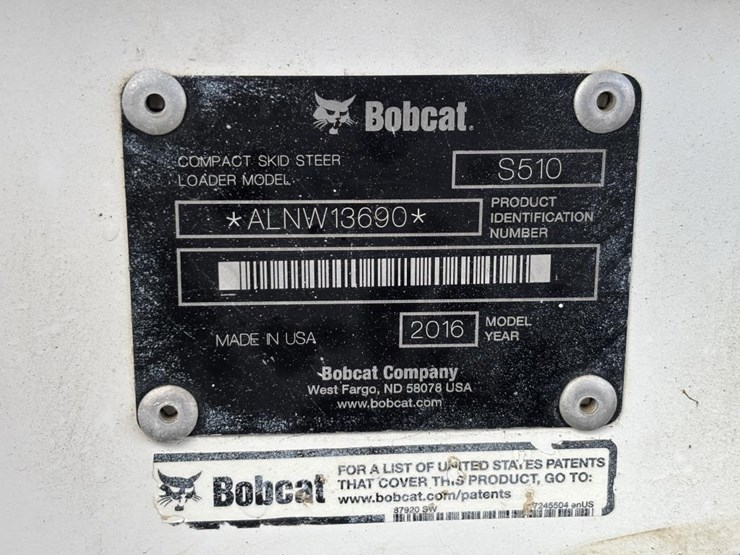 Bobcat.
COMPACT SKID STEER
LOADER MODEL
S510
*ALNW13690*
PRODUCT
IDENTIFICATION
NUMBER
MADE IN USA
2016
MODEL
YEAR
Bobcat Company
West Fargo, ND 58078 USA
www.bobcat.com
Bobcat
FOR A LIST OF UNITED STATES PATENTS
THAT COVER THIS PRODUCT, GO TO:
www.bobcat.com/patents
87920 SW
7245504 enUS